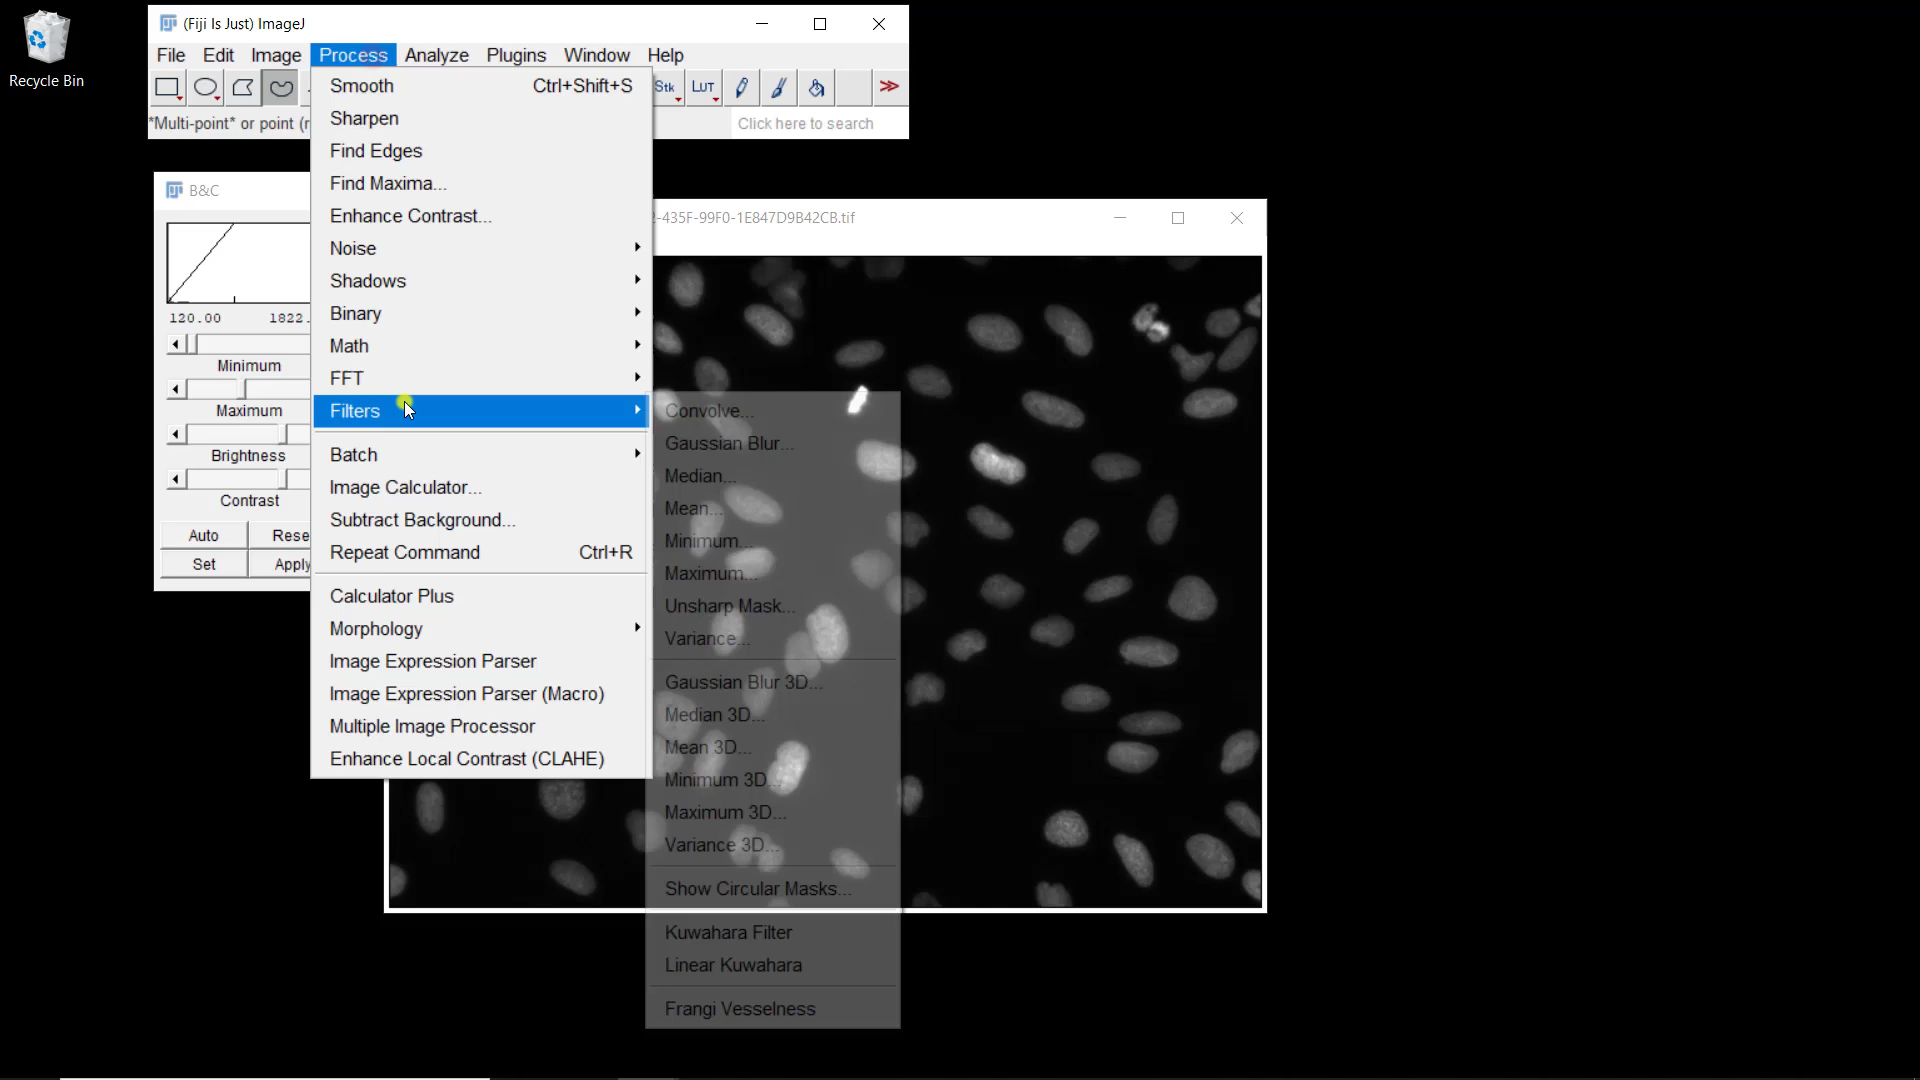 Recycle Bin
(Fiji Is Just) ImageJ
File Edit Image Process Analyze Plugins Window Help
Stk LUT
*Multi-point* or point (r
Click here to search
Smooth Ctrl+Shift+S
Sharpen
Find Edges
Find Maxima...
Enhance Contrast...
Noise
Shadows
Binary
Math
FFT
Filters
Batch
Image Calculator...
Subtract Background...
Repeat Command Ctrl+R
Calculator Plus
Morphology
Image Expression Parser
Image Expression Parser (Macro)
Multiple Image Processor
Enhance Local Contrast (CLAHE)
B&C
120.00 1822.
Minimum
Maximum
Brightness
Contrast
Auto Rese
Set Apply
-435F-99F0-1E847D9B42CB.tif
Convolve...
Gaussian Blur...
Median...
Mean...
Minimum...
Maximum...
Unsharp Mask...
Variance...
Gaussian Blur 3D...
Median 3D...
Mean 3D...
Minimum 3D...
Maximum 3D...
Variance 3D...
Show Circular Masks...
Kuwahara Filter
Linear Kuwahara
Frangi Vesselness